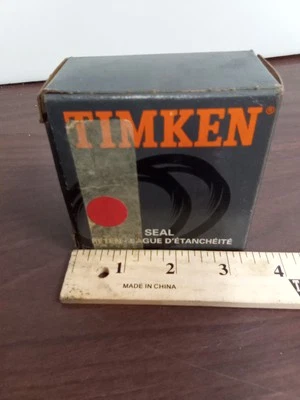 TIMKEN®
SEAL
D'ÉTANCHÉITÉ
1 2 3 4
MADE IN CHINA